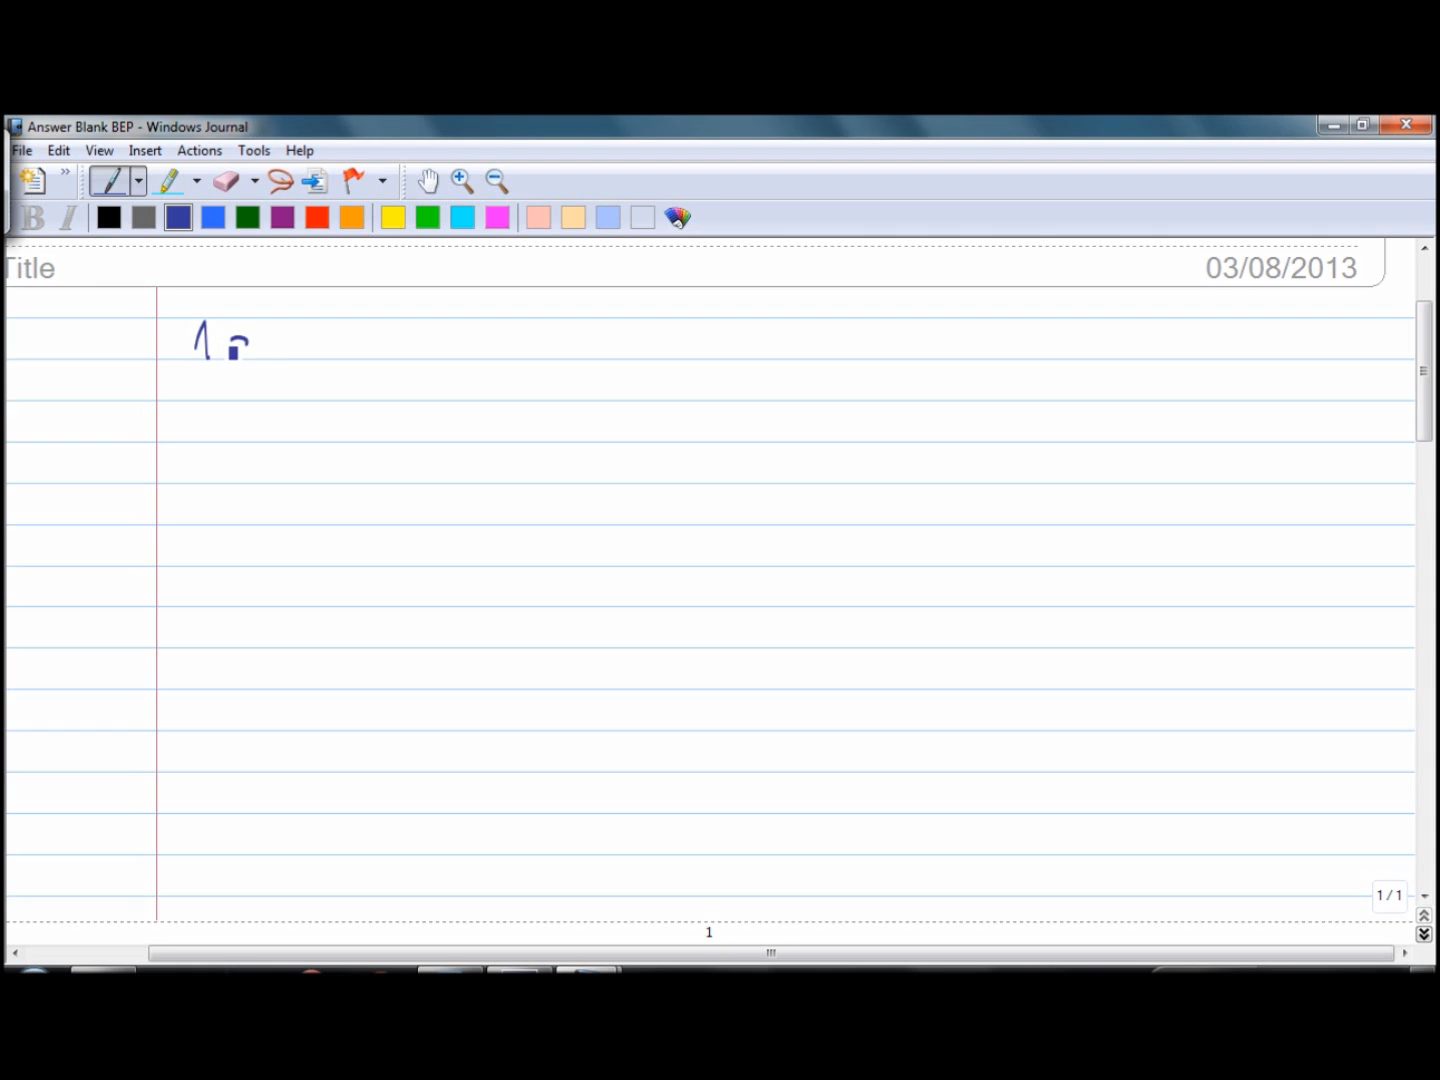 Answer Blank BEP - Windows Journal
File Edit View Insert Actions Tools Help
B I
Title 03/08/2013
1
1 / 1
1